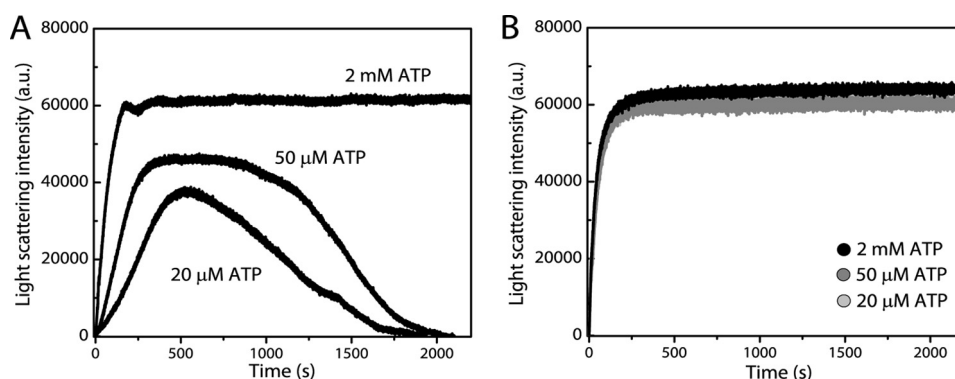 A
Light scattering intensity (a.u.)
80000
60000
40000
20000
0
2 mM ATP
50 μM ATP
20 μM ATP
0
500
1000
1500
2000
Time (s)
B
Light scattering intensity (a.u.)
80000
60000
40000
20000
0
2 mM ATP
50 μM ATP
20 μM ATP
0
500
1000
1500
2000
Time (s)